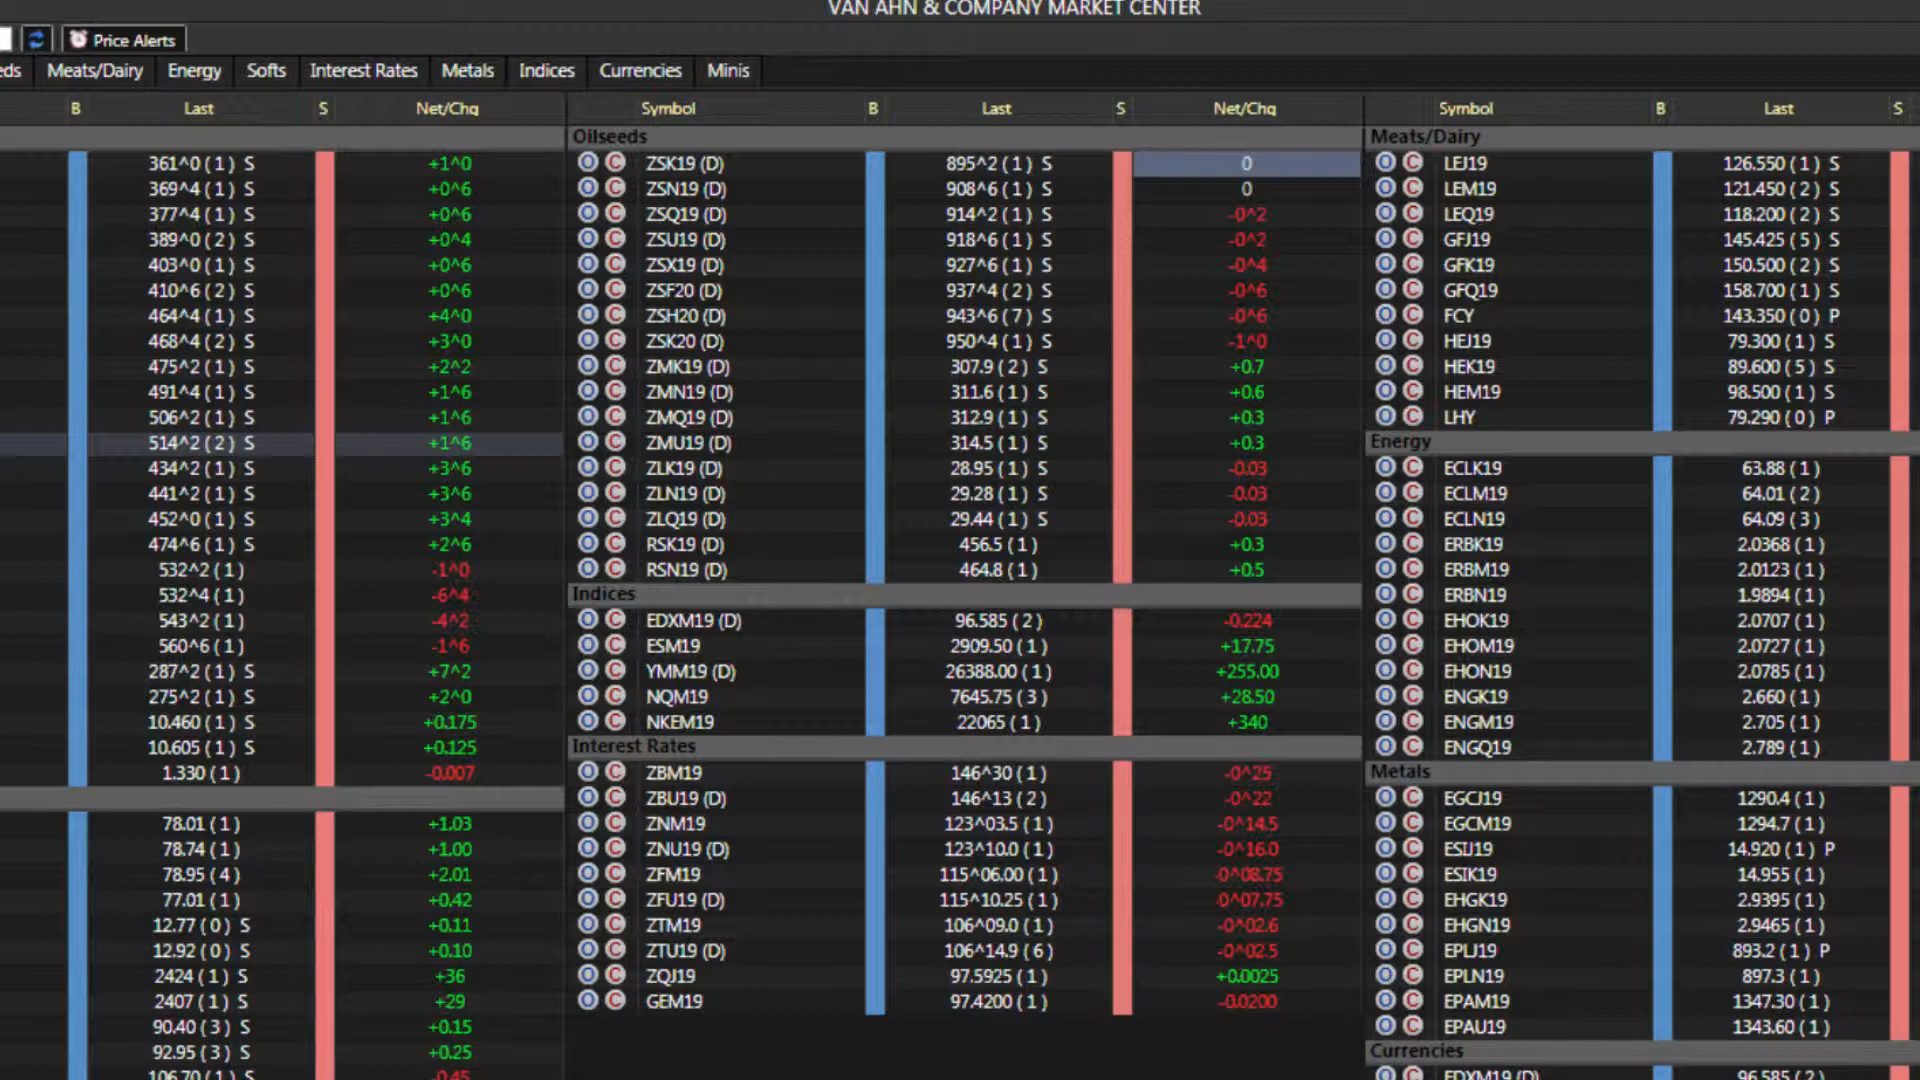 VAN AHN & COMPANY MARKET CENTER
Price Alerts
eds Meats/Dairy Energy Softs Interest Rates Metals Indices Currencies Minis
B Last S Net/Chg Symbol B Last S Net/Chg Symbol B Last S
Oilseeds Meats/Dairy
361^0 (1) S +1^0 O C ZSK19 (D) 895^2 (1) S 0 O C LEJ19 126.550 (1) S
369^4 (1) S +0^6 O C ZSN19 (D) 908^6 (1) S 0 O C LEM19 121.450 (2) S
377^4 (1) S +0^6 O C ZSQ19 (D) 914^2 (1) S -0^2 O C LEQ19 118.200 (2) S
389^0 (2) S +0^4 O C ZSU19 (D) 918^6 (1) S -0^2 O C GFJ19 145.425 (5) S
403^0 (1) S +0^6 O C ZSX19 (D) 927^6 (1) S -0^4 O C GFK19 150.500 (2) S
410^6 (2) S +0^6 O C ZSF20 (D) 937^4 (2) S -0^6 O C GFQ19 158.700 (1) S
464^4 (1) S +4^0 O C ZSH20 (D) 943^6 (7) S -0^6 O C FCY 143.350 (0) P
468^4 (2) S +3^0 O C ZSK20 (D) 950^4 (1) S -1^0 O C HEJ19 79.300 (1) S
475^2 (1) S +2^2 O C ZMK19 (D) 307.9 (2) S +0.7 O C HEK19 89.600 (5) S
491^4 (1) S +1^6 O C ZMN19 (D) 311.6 (1) S +0.6 O C HEM19 98.500 (1) S
506^2 (1) S +1^6 O C ZMQ19 (D) 312.9 (1) S +0.3 O C LHY 79.290 (0) P
514^2 (2) S +1^6 O C ZMU19 (D) 314.5 (1) S +0.3 Energy
434^2 (1) S +3^6 O C ZLK19 (D) 28.95 (1) S -0.03 O C ECLK19 63.88 (1)
441^2 (1) S +3^6 O C ZLN19 (D) 29.28 (1) S -0.03 O C ECLM19 64.01 (2)
452^0 (1) S +3^4 O C ZLQ19 (D) 29.44 (1) S -0.03 O C ECLN19 64.09 (3)
474^6 (1) S +2^6 O C RSK19 (D) 456.5 (1) +0.3 O C ERBK19 2.0368 (1)
532^2 (1) -1^0 O C RSN19 (D) 464.8 (1) +0.5 O C ERBM19 2.0123 (1)
532^4 (1) -6^4 Indices O C ERBN19 1.9894 (1)
543^2 (1) -4^2 O C EDXM19 (D) 96.585 (2) -0.224 O C EHOK19 2.0707 (1)
560^6 (1) -1^6 O C ESM19 2909.50 (1) +17.75 O C EHOM19 2.0727 (1)
287^2 (1) S +7^2 O C YMM19 (D) 26388.00 (1) +255.00 O C EHON19 2.0785 (1)
275^2 (1) S +2^0 O C NQM19 7645.75 (3) +28.50 O C ENGK19 2.660 (1)
10.460 (1) S +0.175 O C NKEM19 22065 (1) +340 O C ENGM19 2.705 (1)
10.605 (1) S +0.125 Interest Rates O C ENGQ19 2.789 (1)
1.330 (1) -0.007 O C ZBM19 146^30 (1) -0^25 Metals
O C ZBU19 (D) 146^13 (2) -0^22 O C EGCJ19 1290.4 (1)
78.01 (1) +1.03 O C ZNM19 123^03.5 (1) -0^14.5 O C EGCM19 1294.7 (1)
78.74 (1) +1.00 O C ZNU19 (D) 123^10.0 (1) -0^16.0 O C ESIJ19 14.920 (1) P
78.95 (4) +2.01 O C ZFM19 115^06.00 (1) -0^08.75 O C ESIK19 14.955 (1)
77.01 (1) +0.42 O C ZFU19 (D) 115^10.25 (1) -0^07.75 O C EHGK19 2.9395 (1)
12.77 (0) S +0.11 O C ZTM19 106^09.0 (1) -0^02.6 O C EHGN19 2.9465 (1)
12.92 (0) S +0.10 O C ZTU19 (D) 106^14.9 (6) -0^02.5 O C EPLJ19 893.2 (1) P
2424 (1) S +36 O C ZQJ19 97.5925 (1) +0.0025 O C EPLN19 897.3 (1)
2407 (1) S +29 O C GEM19 97.4200 (1) -0.0200 O C EPAM19 1347.30 (1)
90.40 (3) S +0.15 O C EPAU19 1343.60 (1)
92.95 (3) S +0.25 Currencies
106.70 (1) S -0.45 O C EDXM19 (D) 96.585 (2)